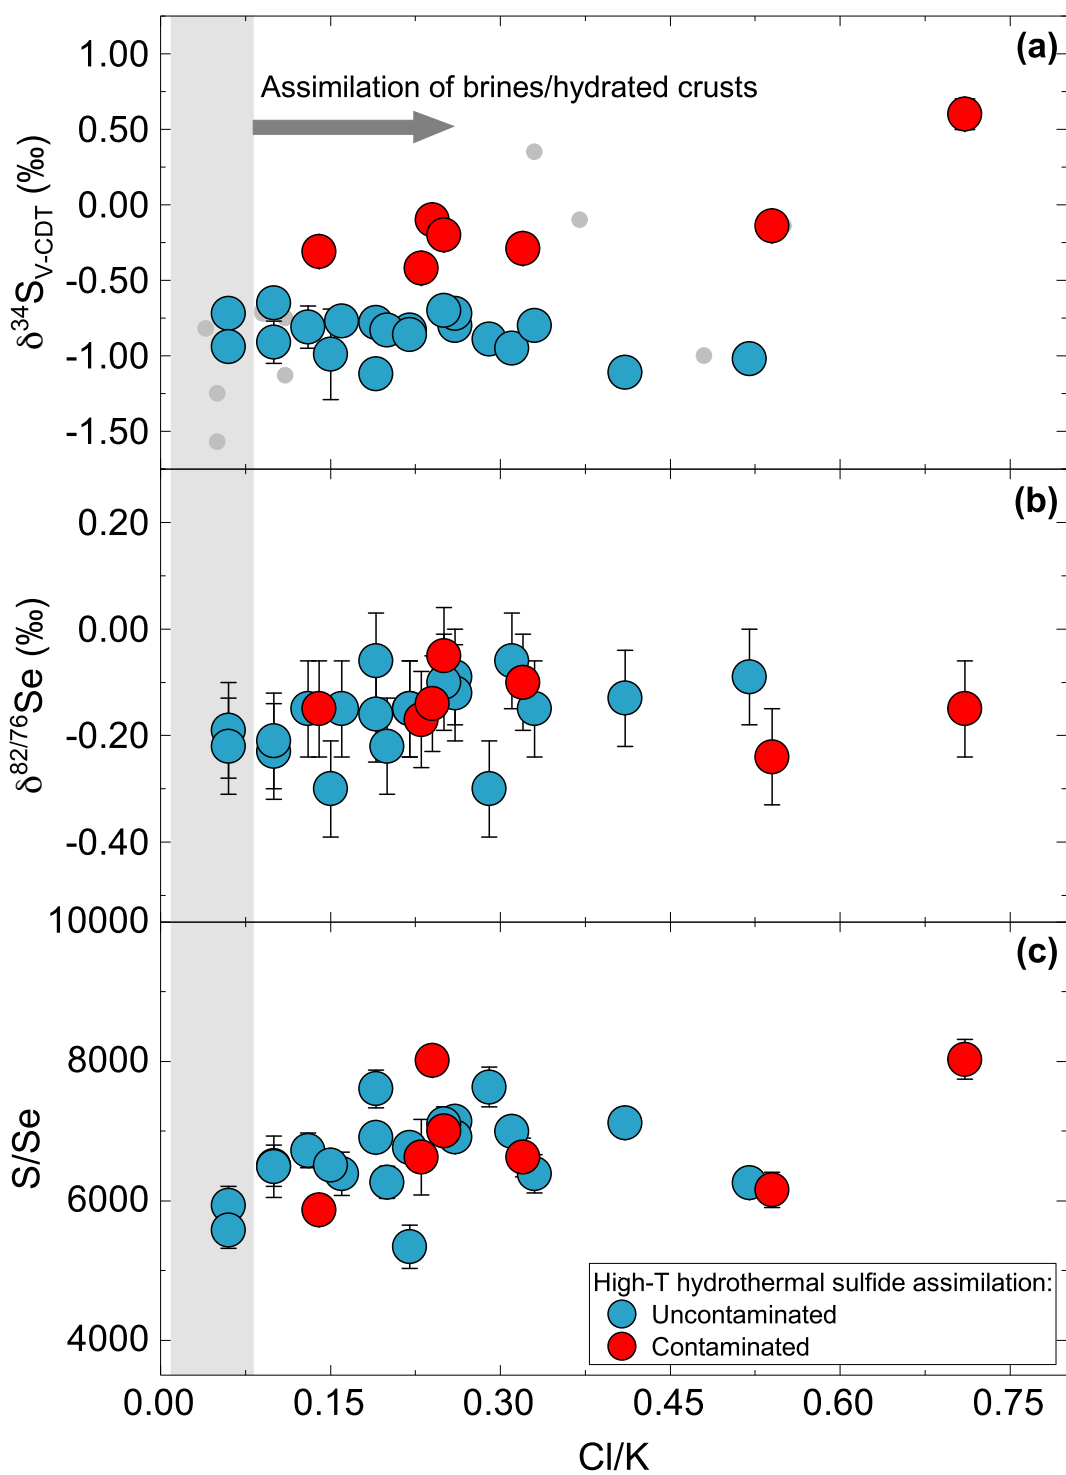 (a)
1.00
Assimilation of brines/hydrated crusts
0.50
0.00
-0.50
-1.00
-1.50
δ³⁴S_V-CDT (‰)
(b)
0.20
0.00
-0.20
-0.40
δ⁸²/⁷⁶Se (‰)
10000
(c)
8000
6000
4000
S/Se
High-T hydrothermal sulfide assimilation:
Uncontaminated
Contaminated
0.00 0.15 0.30 0.45 0.60 0.75
Cl/K